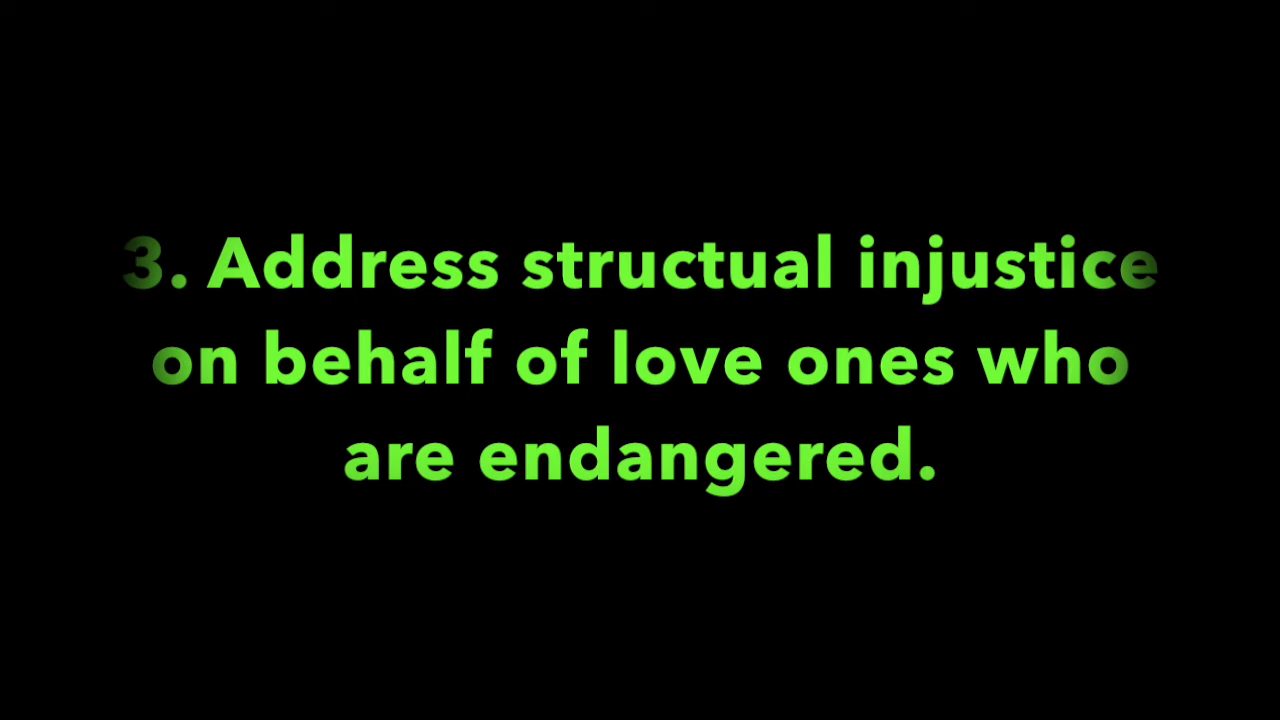 3. Address structual injustice
on behalf of love ones who
are endangered.